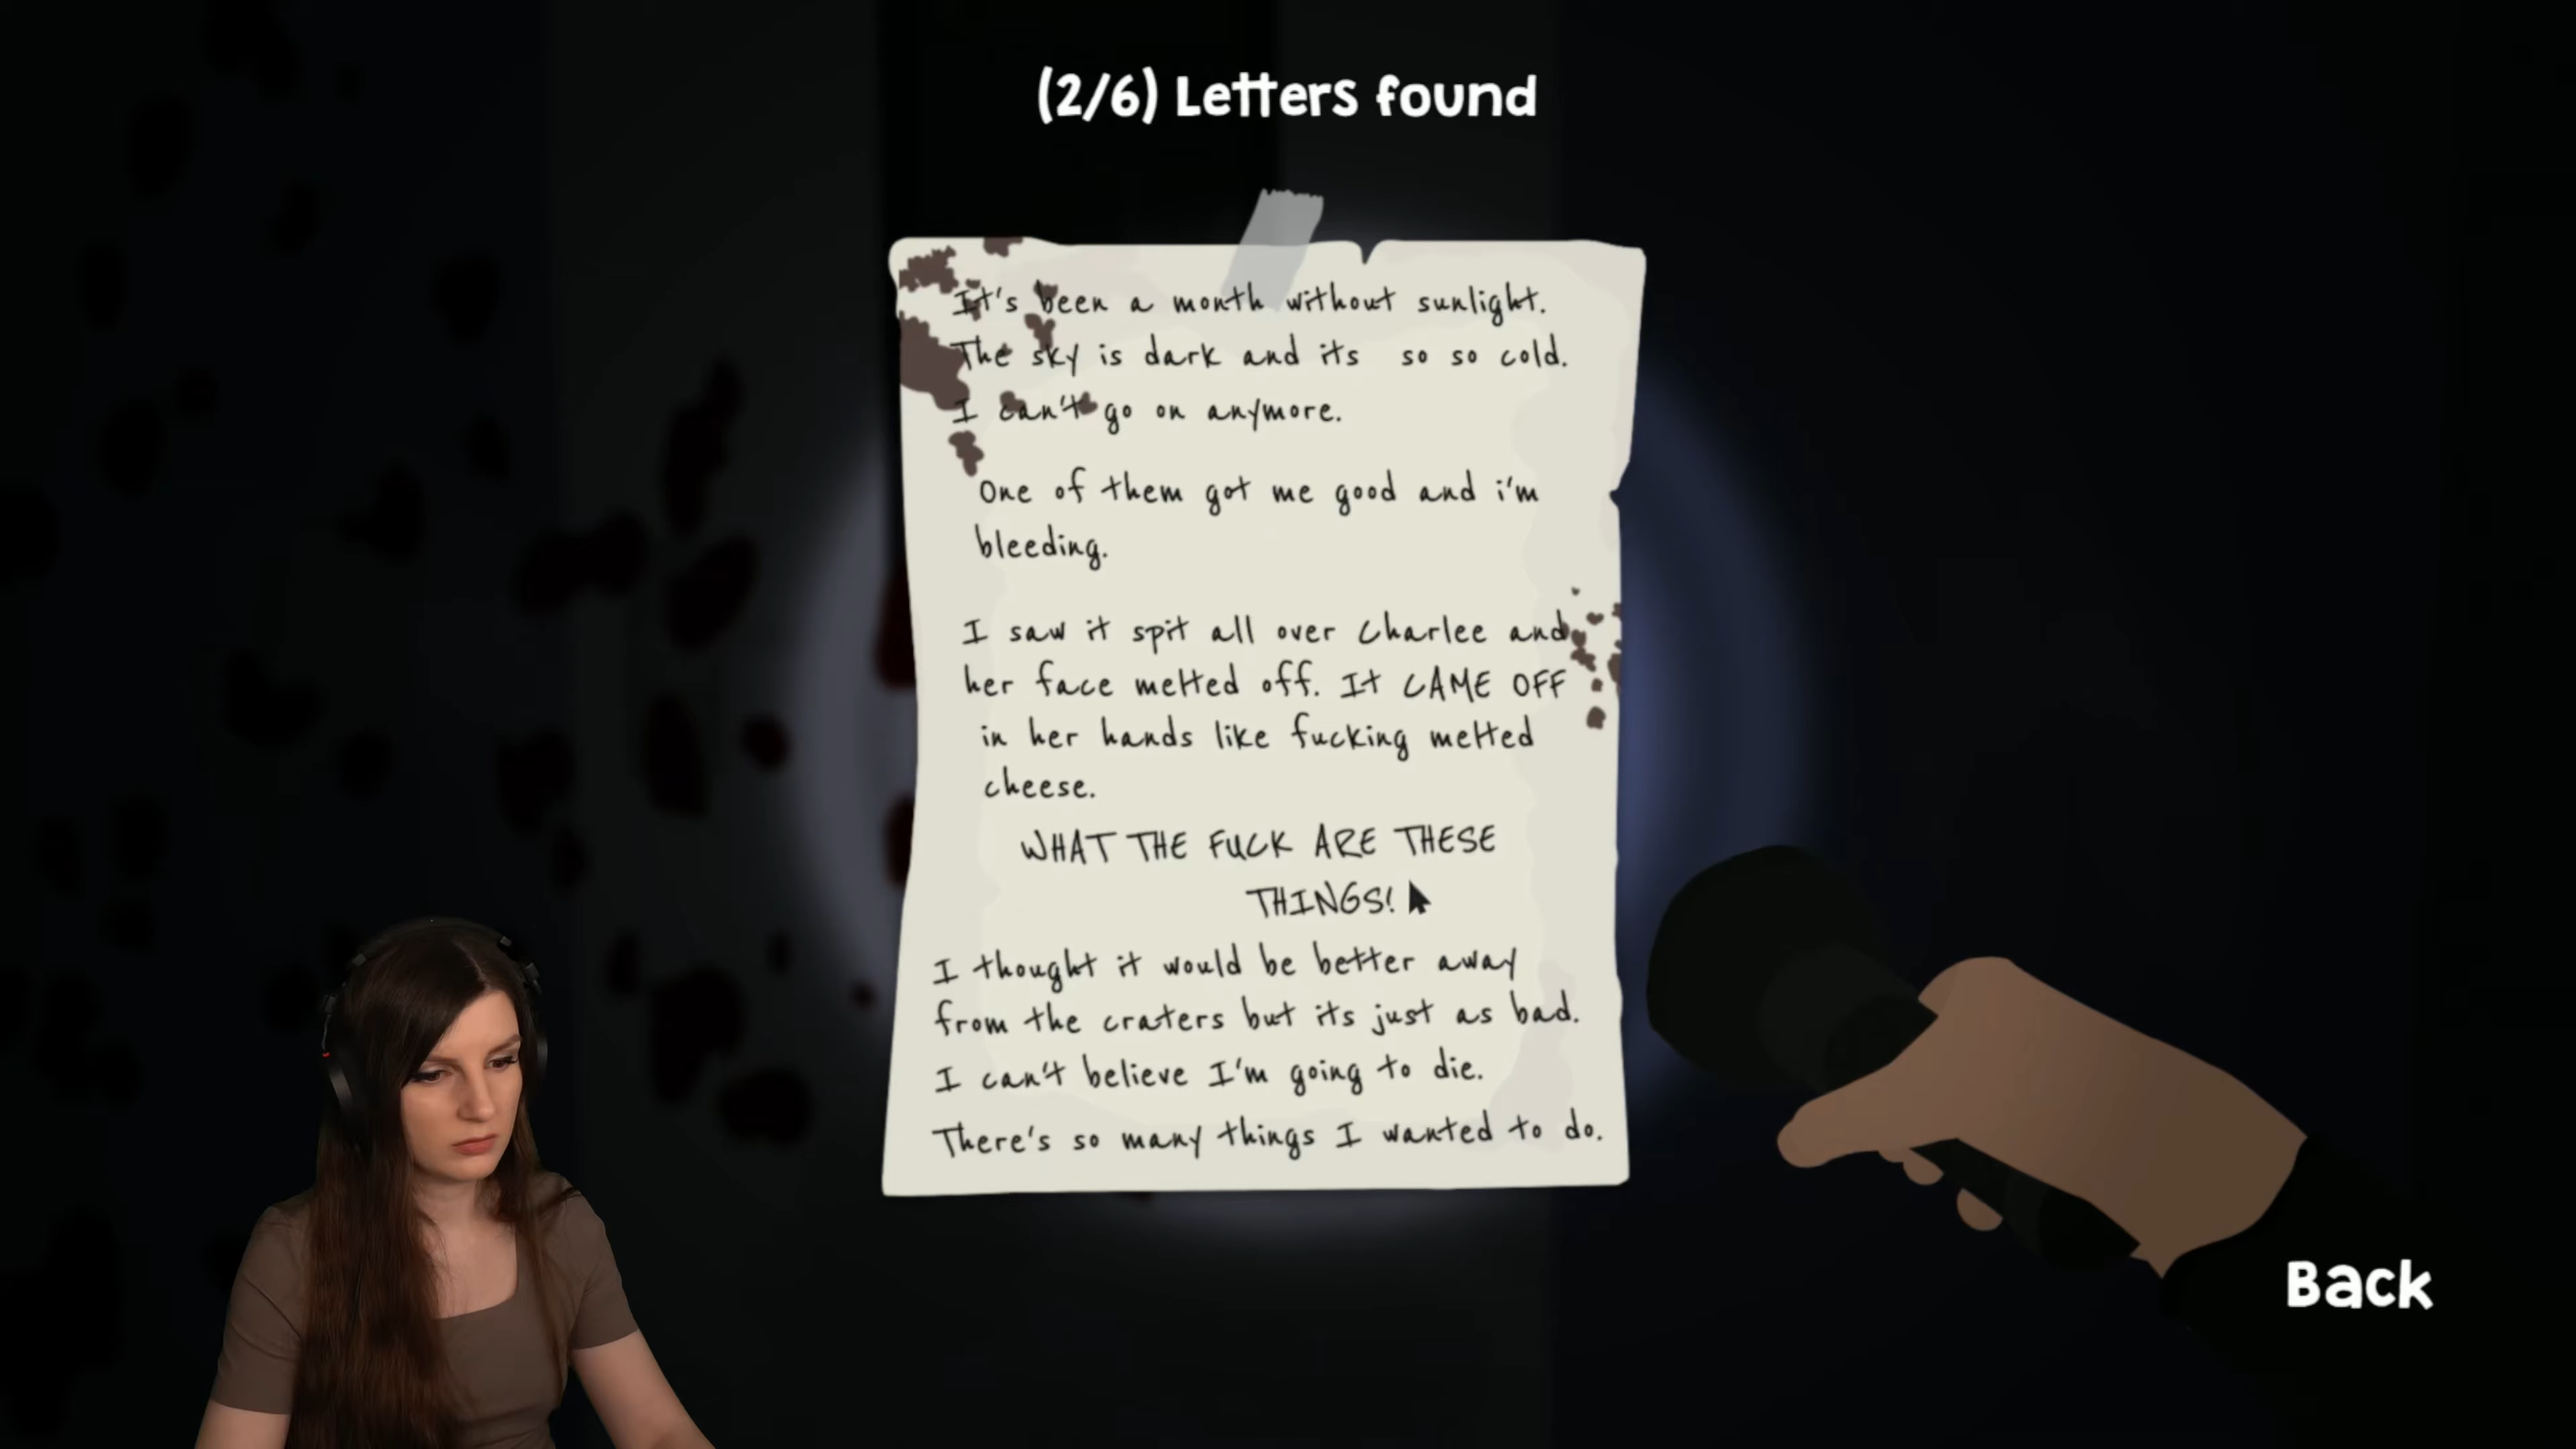 (2/6) Letters found
It's been a month without sunlight.
The sky is dark and its so so cold.
I can't go on anymore.
One of them got me good and i'm
bleeding.
I saw it spit all over Charlee and
her face melted off. It CAME OFF
in her hands like fucking melted
cheese.
WHAT THE FUCK ARE THESE
THINGS!
I thought it would be better away
from the craters but its just as bad.
I can't believe I'm going to die.
There's so many things I wanted to do.
Back